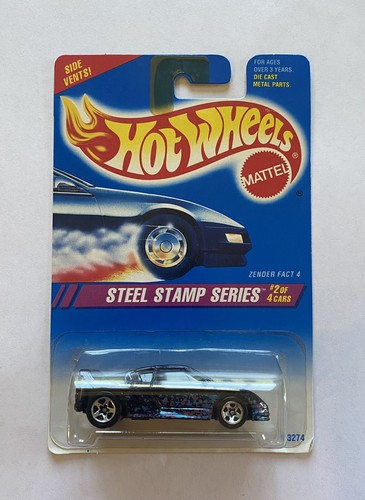 SIDE
VENTS!
FOR AGES
OVER 3 YEARS.
DIE CAST
METAL PARTS.
HOT WHEELS®
MATTEL
ZENDER FACT 4
STEEL STAMP SERIES™ #2 OF
4 CARS
3274